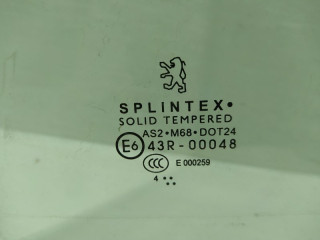 SPLINTEX•
SOLID TEMPERED
AS2•M68•DOT24
E6 43R-00048
CCC E 000259
4